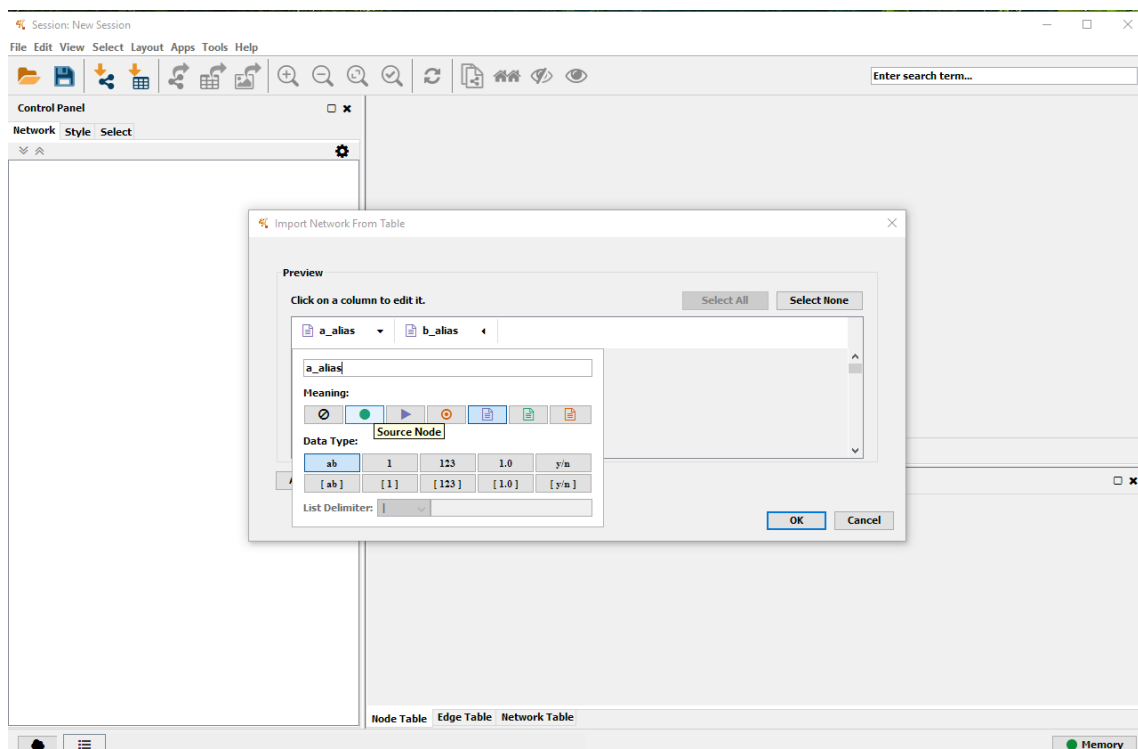 Session: New Session
File Edit View Select Layout Apps Tools Help
Enter search term...
Control Panel
Network Style Select
Import Network From Table
Preview
Click on a column to edit it.
Select All Select None
a_alias b_alias
a_alias
Meaning:
Source Node
Data Type:
ab 1 123 1.0 y/n
[ ab ] [ 1 ] [ 123 ] [ 1.0 ] [ y/n ]
List Delimiter: |
OK Cancel
Node Table Edge Table Network Table
Memory